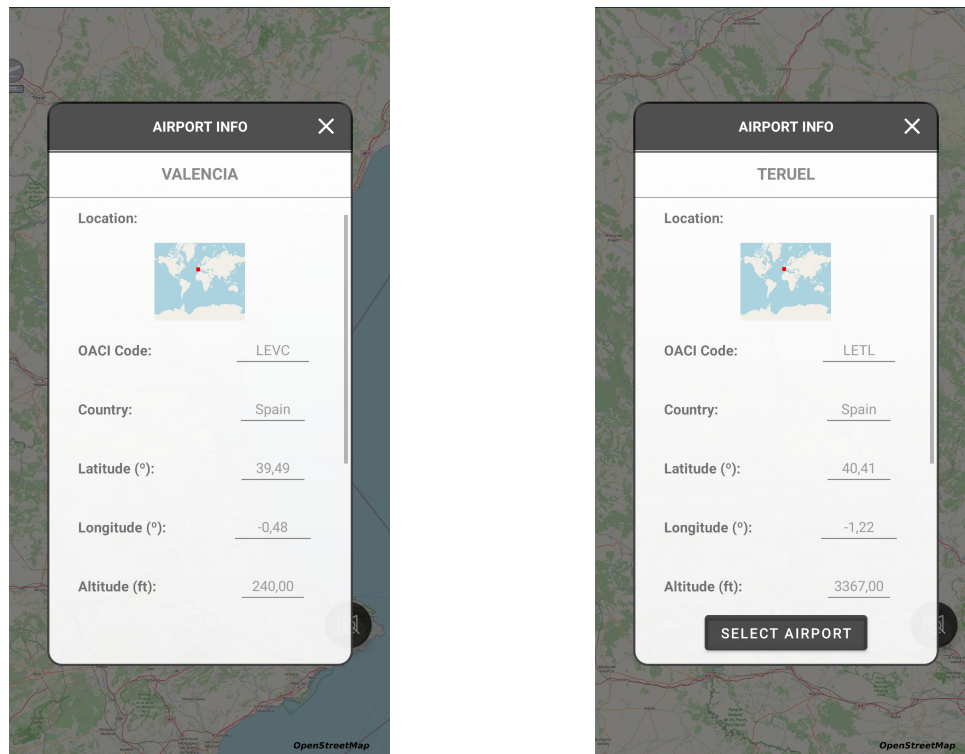 AIRPORT INFO
VALENCIA
Location:
OACI Code: LEVC
Country: Spain
Latitude (º): 39,49
Longitude (º): -0,48
Altitude (ft): 240,00
OpenStreetMap
AIRPORT INFO
TERUEL
Location:
OACI Code: LETL
Country: Spain
Latitude (º): 40,41
Longitude (º): -1,22
Altitude (ft): 3367,00
SELECT AIRPORT
OpenStreetMap